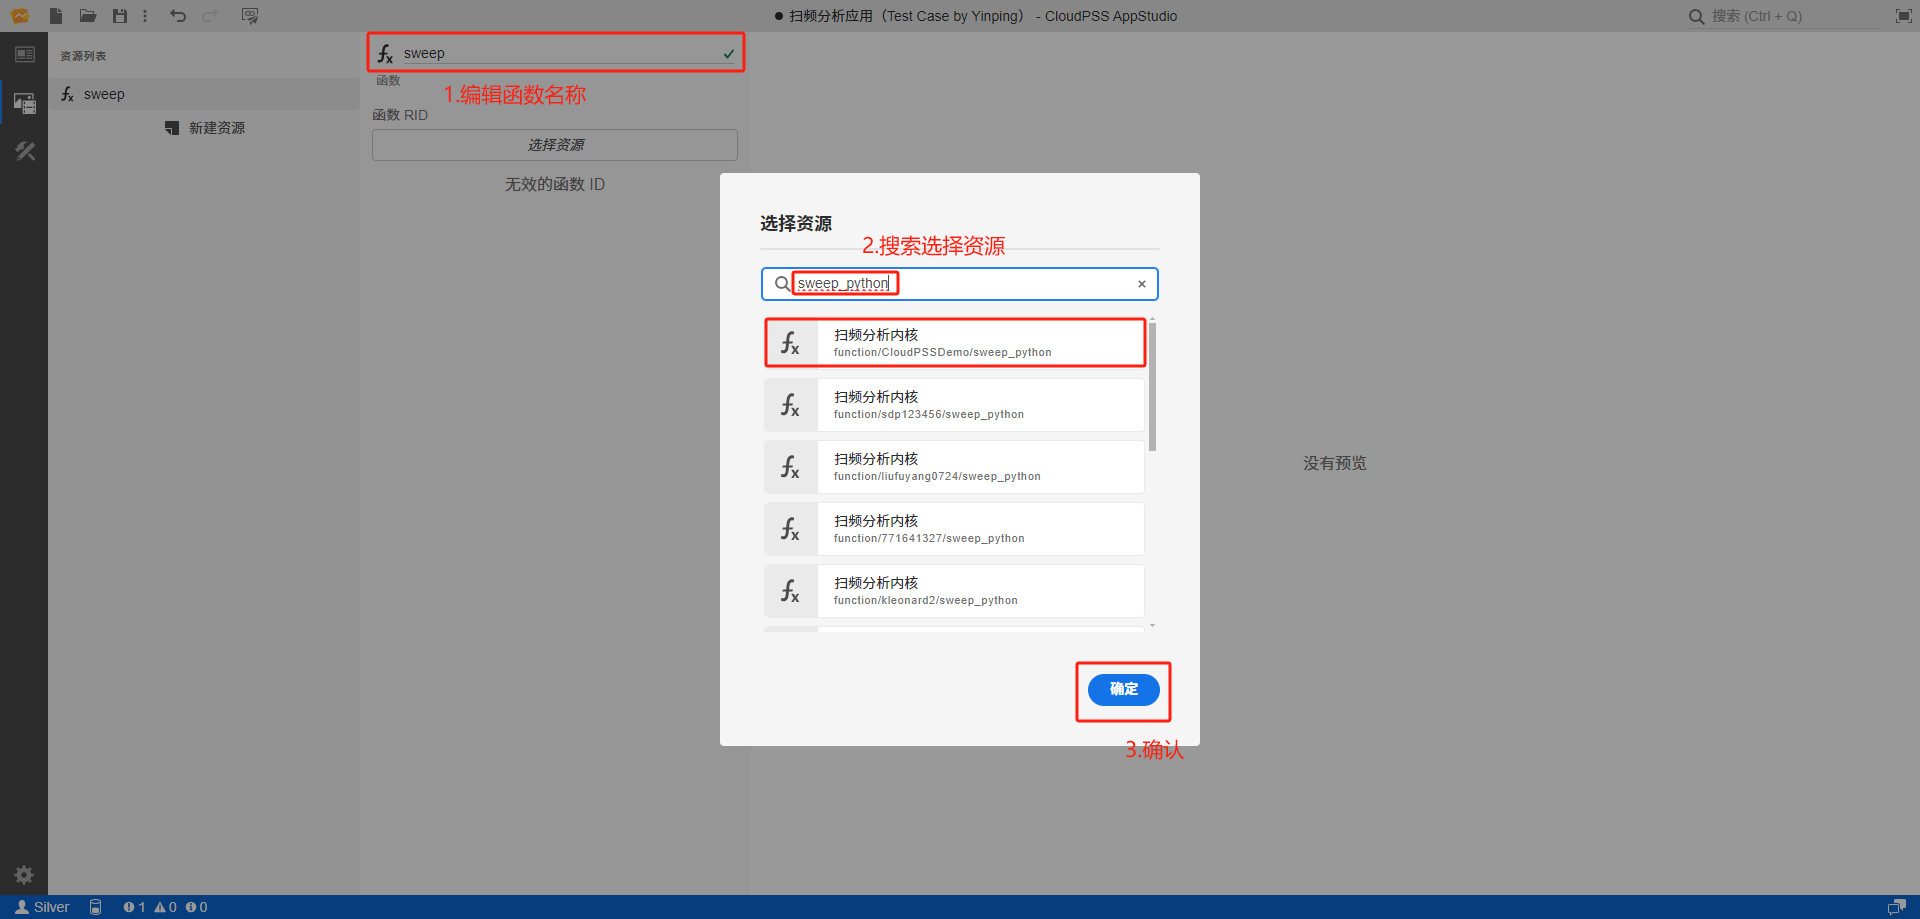 ● 扫频分析应用（Test Case by Yinping） - CloudPSS AppStudio
搜索 (Ctrl + Q)
资源列表
sweep
新建资源
sweep
函数
1.编辑函数名称
函数 RID
选择资源
无效的函数 ID
选择资源
2.搜索选择资源
sweep_python
扫频分析内核
function/CloudPSSDemo/sweep_python
扫频分析内核
function/sdp123456/sweep_python
扫频分析内核
function/liufuyang0724/sweep_python
扫频分析内核
function/771641327/sweep_python
扫频分析内核
function/kleonard2/sweep_python
确定
3.确认
没有预览
Silver
1
0
0